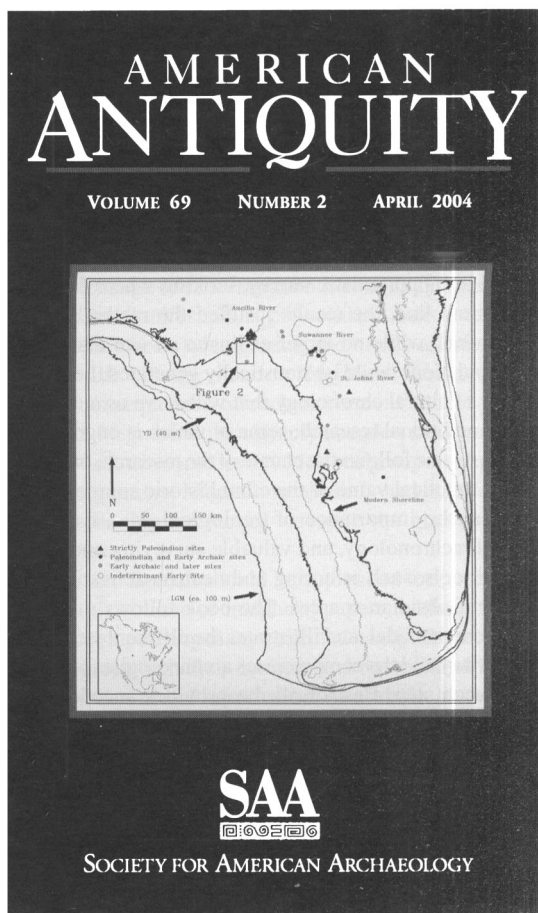 AMERICAN
ANTIQUITY
VOLUME 69 NUMBER 2 APRIL 2004
Aucilla River
Suwannee River
St. Johns River
Figure 2
YD (40 m)
Modern Shoreline
N
0 50 100 150 km
Strictly Paleoindian sites
Paleoindian and Early Archaic sites
Early Archaic and later sites
Indeterminant Early Site
LGM (ca. 100 m)
SAA
SOCIETY FOR AMERICAN ARCHAEOLOGY